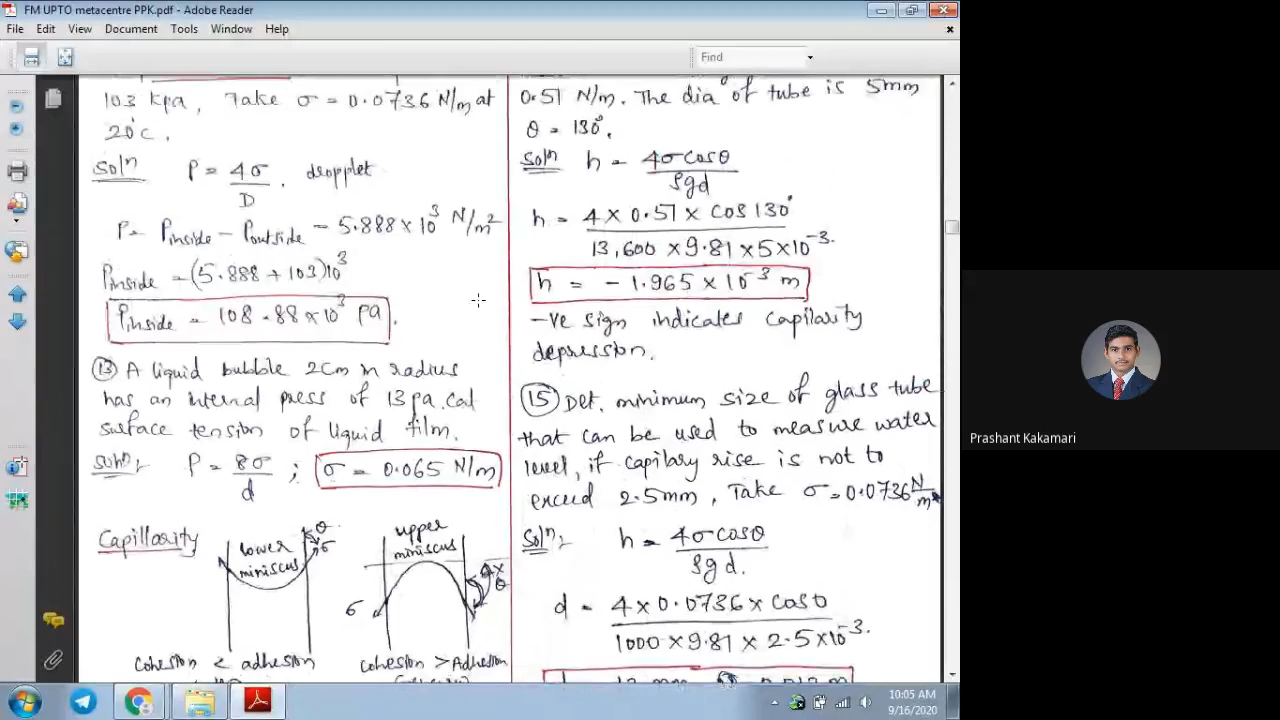 FM UPTO metacentre PPK.pdf - Adobe Reader
File Edit View Document Tools Window Help
Find
103 kpa, Take σ = 0.0736 N/m at
20°C.
Soln P = 4σ/D . dropplet
P = Pinside - Poutside = 5.888 x 10³ N/m²
Pinside = (5.888 + 103)10³
Pinside = 108.88 x 10³ pa.
(13) A liquid bubble 2cm in radius
has an internal press of 13 pa. Cal
surface tension of liquid film.
Soln: P = 8σ/d ; σ = 0.065 N/m
Capillarity
lower
miniscus
θ
σ
upper
miniscus
σ
θ
Cohesion < adhesion
Cohesion > Adhesion
0.51 N/m. The dia of tube is 5mm
θ = 130°.
Soln h = 4σcosθ/ρgd
h = 4 x 0.51 x cos 130°
13,600 x 9.81 x 5 x 10⁻³.
h = - 1.965 x 10⁻³ m
-ve sign indicates capilarity
depression.
(15) Det. minimum size of glass tube
that can be used to measure water
level, if capilary rise is not to
exceed 2.5mm, Take σ = 0.0736 N/m
Soln: h = 4σcosθ/ρgd.
d = 4 x 0.0736 x cos0
1000 x 9.81 x 2.5 x 10⁻³.
Prashant Kakamari
10:05 AM
9/16/2020